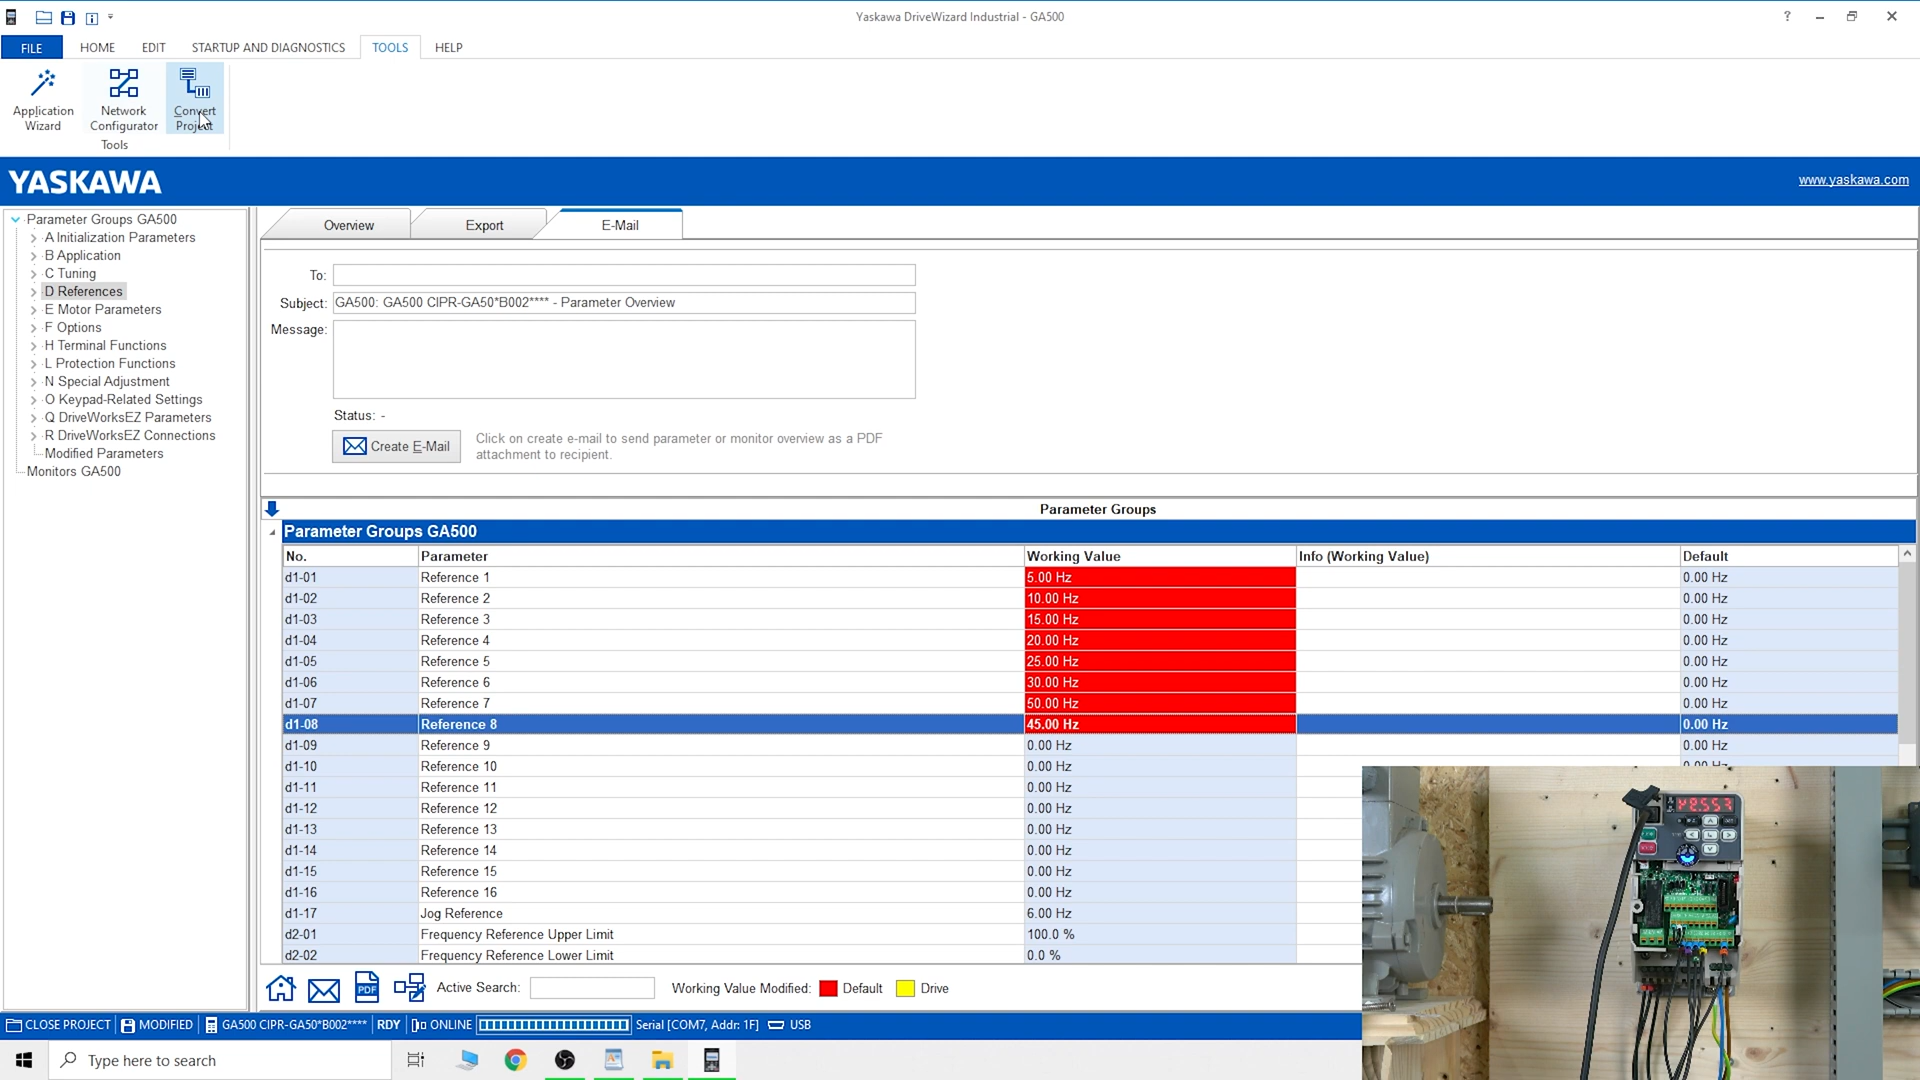 Yaskawa DriveWizard Industrial - GA500
FILE HOME EDIT STARTUP AND DIAGNOSTICS TOOLS HELP
Application Wizard
Network Configurator
Convert Project
Tools
YASKAWA
www.yaskawa.com
Parameter Groups GA500
A Initialization Parameters
B Application
C Tuning
D References
E Motor Parameters
F Options
H Terminal Functions
L Protection Functions
N Special Adjustment
O Keypad-Related Settings
Q DriveWorksEZ Parameters
R DriveWorksEZ Connections
Modified Parameters
Monitors GA500
Overview Export E-Mail
To:
Subject: GA500: GA500 CIPR-GA50*B002**** - Parameter Overview
Message:
Status: -
Create E-Mail
Click on create e-mail to send parameter or monitor overview as a PDF
attachment to recipient.
Parameter Groups
Parameter Groups GA500
No. Parameter Working Value Info (Working Value) Default
d1-01 Reference 1 5.00 Hz 0.00 Hz
d1-02 Reference 2 10.00 Hz 0.00 Hz
d1-03 Reference 3 15.00 Hz 0.00 Hz
d1-04 Reference 4 20.00 Hz 0.00 Hz
d1-05 Reference 5 25.00 Hz 0.00 Hz
d1-06 Reference 6 30.00 Hz 0.00 Hz
d1-07 Reference 7 50.00 Hz 0.00 Hz
d1-08 Reference 8 45.00 Hz 0.00 Hz
d1-09 Reference 9 0.00 Hz 0.00 Hz
d1-10 Reference 10 0.00 Hz
d1-11 Reference 11 0.00 Hz
d1-12 Reference 12 0.00 Hz
d1-13 Reference 13 0.00 Hz
d1-14 Reference 14 0.00 Hz
d1-15 Reference 15 0.00 Hz
d1-16 Reference 16 0.00 Hz
d1-17 Jog Reference 6.00 Hz
d2-01 Frequency Reference Upper Limit 100.0 %
d2-02 Frequency Reference Lower Limit 0.0 %
PDF Active Search: Working Value Modified: Default Drive
CLOSE PROJECT MODIFIED GA500 CIPR-GA50*B002**** RDY ONLINE Serial [COM7, Addr: 1F] USB
Type here to search